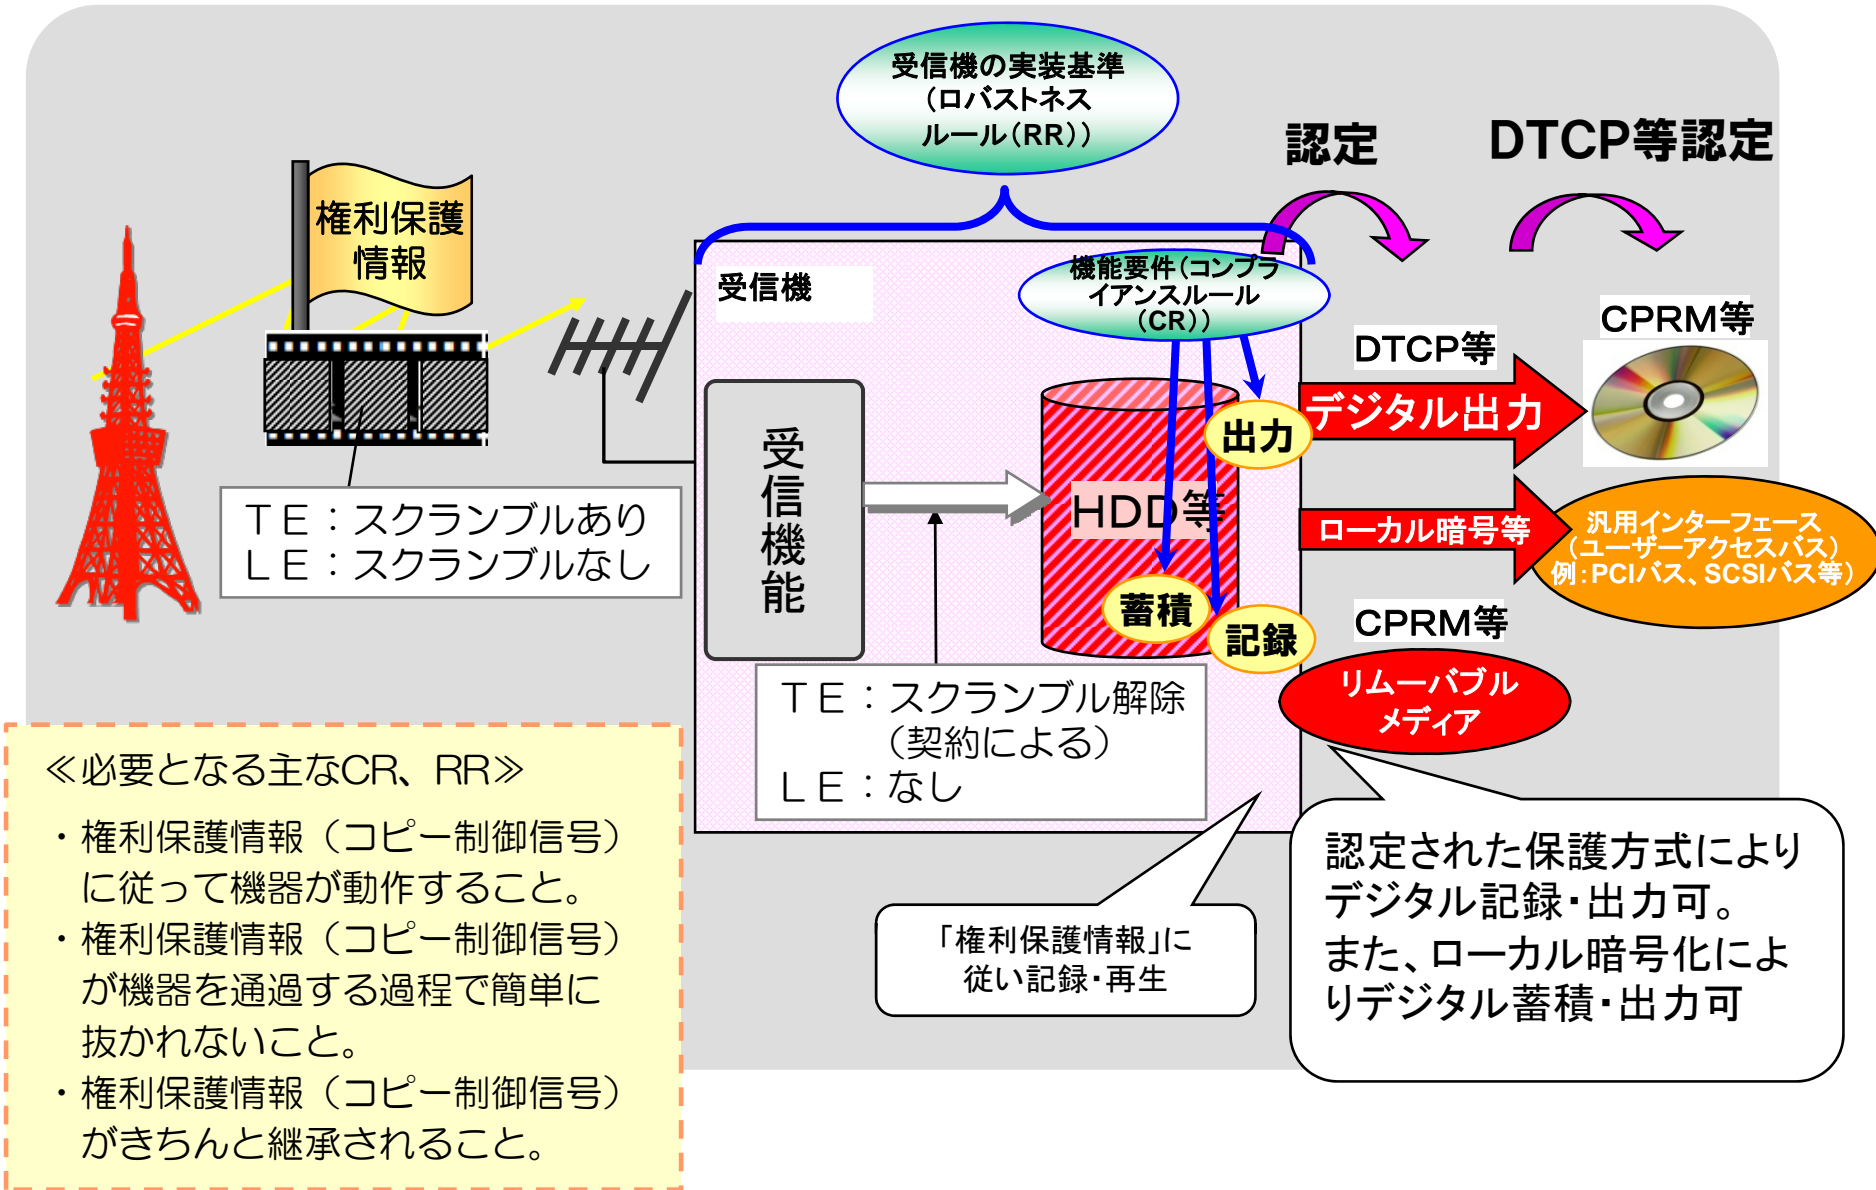 受信機の実装基準
（ロバストネス
ルール（RR））
認定
DTCP等認定
権利保護
情報
受信機
機能要件（コンプラ
イアンスルール
（CR））
DTCP等
CPRM等
デジタル出力
出力
受信機能
HDD等
ローカル暗号等
汎用インターフェース
（ユーザーアクセスバス）
例：PCIバス、SCSIバス等）
ＴＥ：スクランブルあり
ＬＥ：スクランブルなし
蓄積
記録
CPRM等
リムーバブル
メディア
ＴＥ：スクランブル解除
（契約による）
ＬＥ：なし
≪必要となる主なCR、RR≫
・権利保護情報（コピー制御信号）
に従って機器が動作すること。
・権利保護情報（コピー制御信号）
が機器を通過する過程で簡単に
抜かれないこと。
・権利保護情報（コピー制御信号）
がきちんと継承されること。
「権利保護情報」に
従い記録・再生
認定された保護方式により
デジタル記録・出力可。
また、ローカル暗号化によ
りデジタル蓄積・出力可